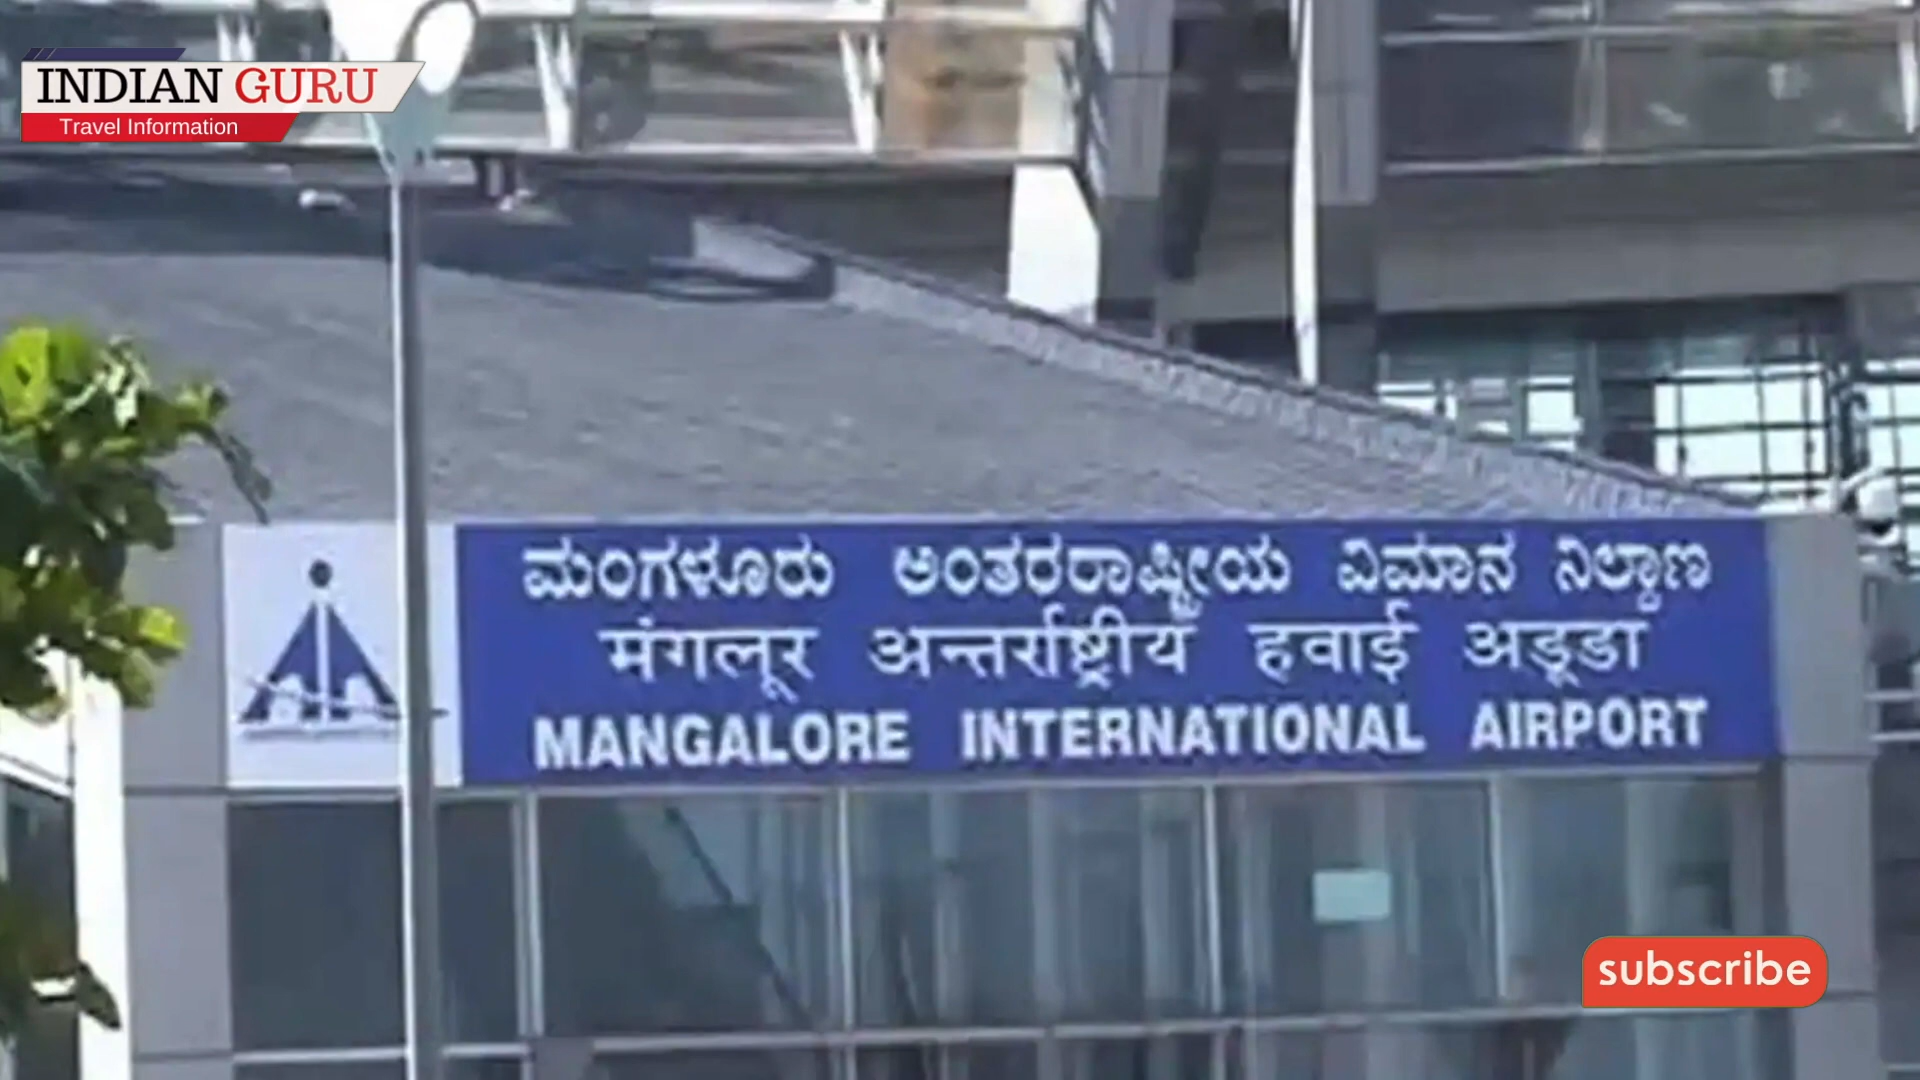 INDIAN GURU
Travel Information
ಮಂಗಳೂರು ಅಂತರರಾಷ್ಟ್ರೀಯ ವಿಮಾನ ನಿಲ್ದಾಣ
मंगलूर अन्तर्राष्ट्रीय हवाई अड्डा
MANGALORE INTERNATIONAL AIRPORT
subscribe